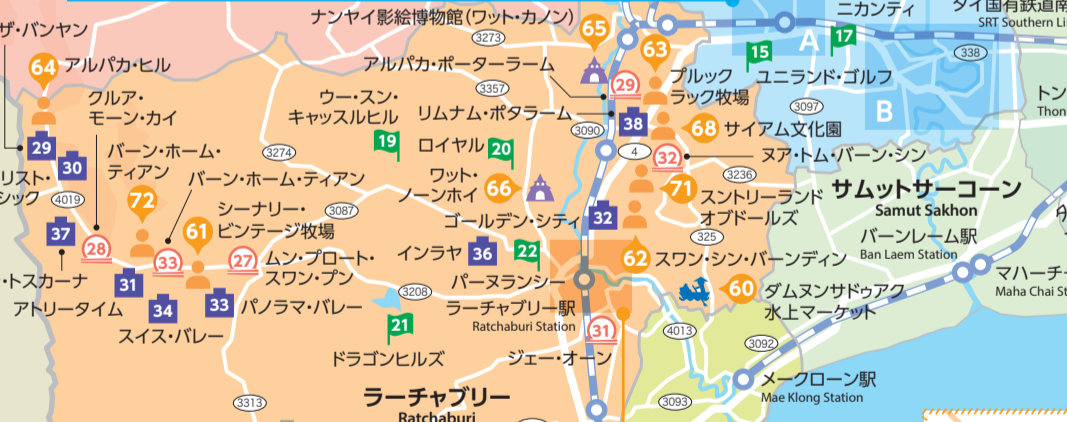 ナンヤイ影絵博物館(ワット・カノン)
65
ニカンティ
タイ国有鉄道南
SRT Southern Li
ザ・バンヤン
3273
63
15
A
17
338
64
アルパカ・ヒル
アルパカ・ポーターラーム
29
プルック
ラック牧場
ユニランド・ゴルフ
クルア・
モーン・カイ
ウー・スン・
キャッスルヒル
3357
リムナム・ポタラーム
38
3097
B
トン
Thon
19
ロイヤル
20
3090
68
サイアム文化園
29
30
バーン・ホーム・
ティアン
3274
4
32
ヌア・トム・バーン・シン
リスト・
シック
4019
72
バーン・ホーム・ティアン
ワット・
ノーンホイ
66
71
3236
サントリーランド
オブドールズ
サムットサーコーン
Samut Sakhon
37
28
シーナリー・
ビンテージ牧場
61
3087
ゴールデン・シティ
32
325
バーンレーム駅
Ban Laem Station
33
27
ムン・プロート・
スワン・プン
インラヤ
36
22
62
スワン・シン・バーンディン
・トスカーナ
31
アトリータイム
34
33
パノラマ・バレー
3208
パーヌランシー
60
ダムヌンサドゥアク
水上マーケット
マハーチ
Maha Chai St
スイス・バレー
21
ラーチャブリー駅
Ratchaburi Station
31
4013
3092
ドラゴンヒルズ
ジェー・オーン
3313
ラーチャブリー
Ratchaburi
3093
メークローン駅
Mae Klong Station